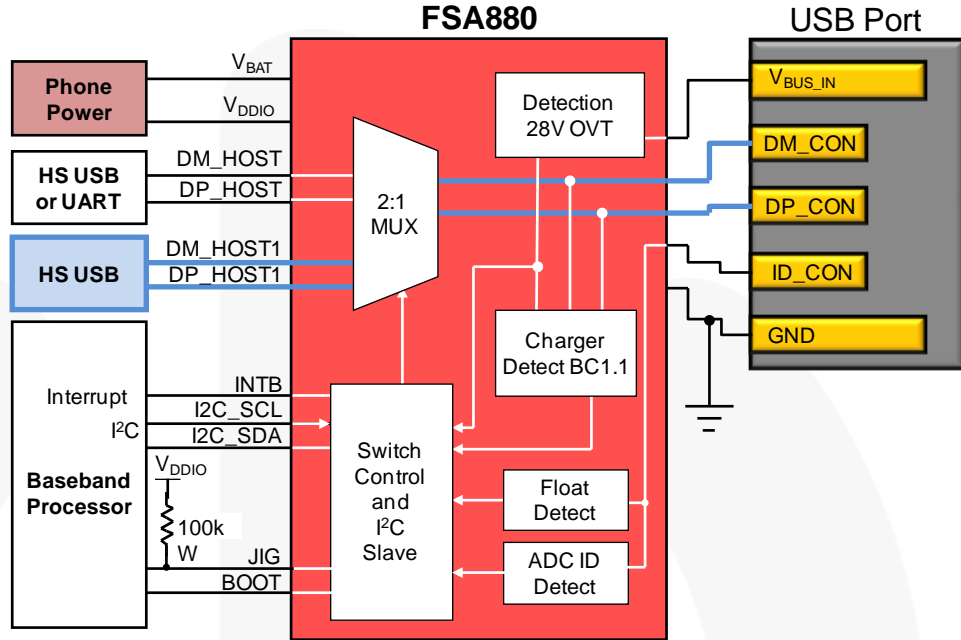 FSA880
USB Port
Phone
Power
VBAT
VDDIO
HS USB
or UART
DM_HOST
DP_HOST
HS USB
DM_HOST1
DP_HOST1
2:1
MUX
Detection
28V OVT
VBUS_IN
DM_CON
DP_CON
ID_CON
GND
Charger
Detect BC1.1
Interrupt
I²C
Baseband
Processor
INTB
I2C_SCL
I2C_SDA
VDDIO
100k
W
JIG
BOOT
Switch
Control
and
I²C
Slave
Float
Detect
ADC ID
Detect